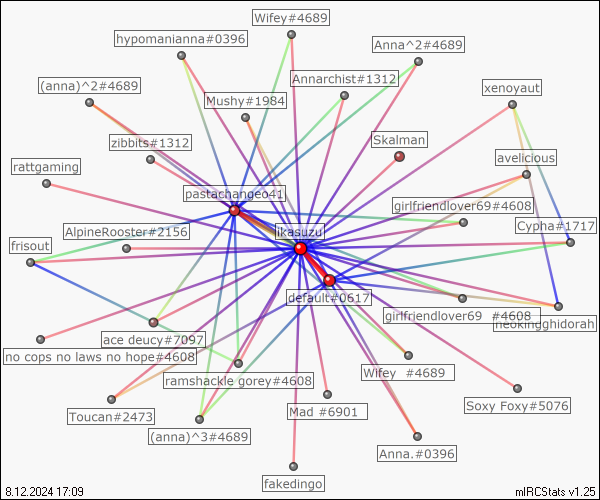 Wifey#4689
hypomanianna#0396
Anna^2#4689
Annarchist#1312
(anna)^2#4689
xenoyaut
Mushy#1984
zibbits#1312
Skalman
avelicious
rattgaming
pastachangeo41
girlfriendlover69#4608
Cypha#1717
AlpineRooster#2156
ikasuzu
frisout
default#0617
girlfriendlover69 #4608
neokingghidorah
ace deucy#7097
no cops no laws no hope#4608
Wifey #4689
ramshackle gorey#4608
Soxy Foxy#5076
Toucan#2473
Mad #6901
(anna)^3#4689
Anna.#0396
fakedingo
8.12.2024 17:09
mIRCStats v1.25